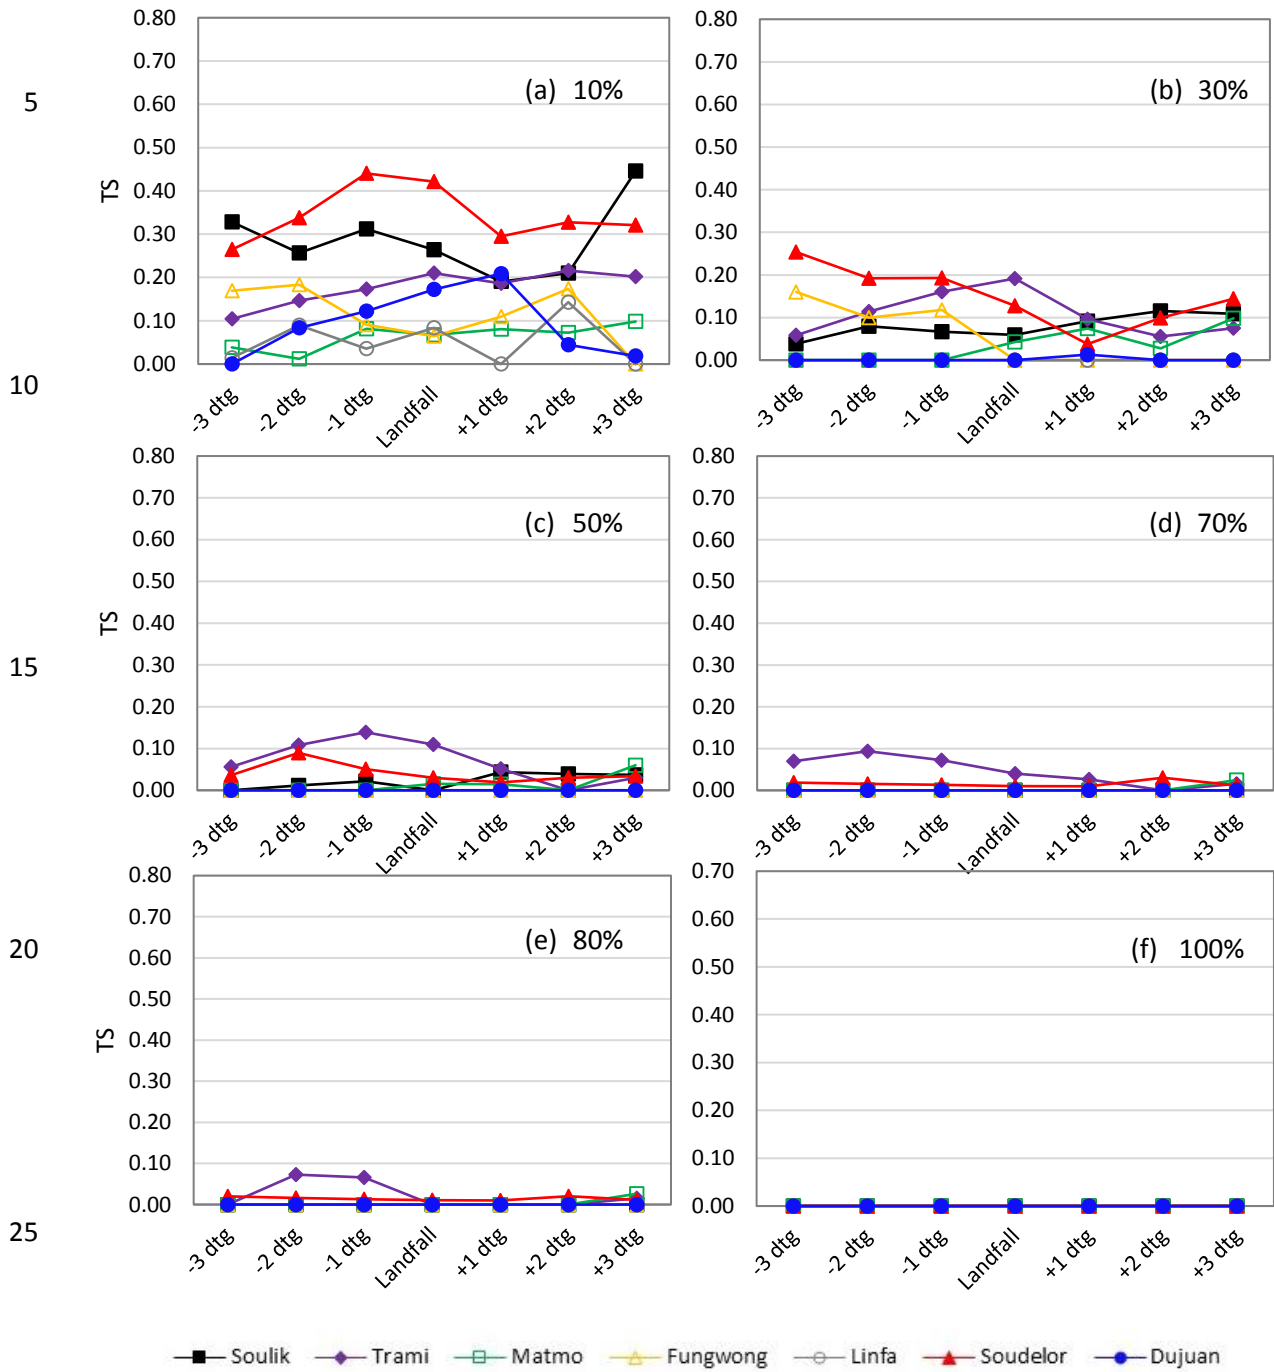 0.80 0.80
0.70 0.70
5 0.60 (a) 10% 0.60 (b) 30%
0.50 0.50
TS 0.40 0.40
0.30 0.30
0.20 0.20
0.10 0.10
0.00 0.00
10 -3 dtg -2 dtg -1 dtg Landfall +1 dtg +2 dtg +3 dtg -3 dtg -2 dtg -1 dtg Landfall +1 dtg +2 dtg +3 dtg
0.80 0.80
0.70 0.70
(c) 50% (d) 70%
0.60 0.60
0.50 0.50
TS 0.40 0.40
15 0.30 0.30
0.20 0.20
0.10 0.10
0.00 0.00
-3 dtg -2 dtg -1 dtg Landfall +1 dtg +2 dtg +3 dtg -3 dtg -2 dtg -1 dtg Landfall +1 dtg +2 dtg +3 dtg
0.80 0.70
0.70 0.60
20 0.60 (e) 80% (f) 100%
0.50 0.50
TS 0.40 0.40
0.30 0.30
0.20 0.20
0.10 0.10
0.00 0.00
25 -3 dtg -2 dtg -1 dtg Landfall +1 dtg +2 dtg +3 dtg -3 dtg -2 dtg -1 dtg Landfall +1 dtg +2 dtg +3 dtg
Soulik Trami Matmo Fungwong Linfa Soudelor Dujuan